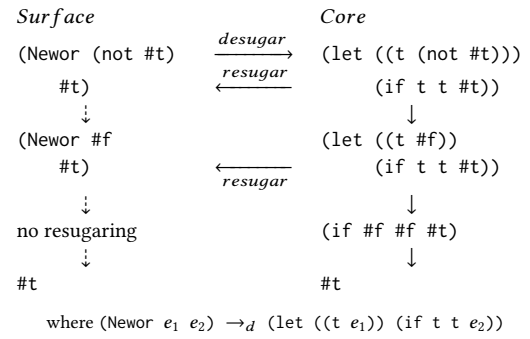 Surface Core
(Newor (not #t) desugar (let ((t (not #t)))
#t) resugar (if t t #t))
(Newor #f (let ((t #f))
#t) resugar (if t t #t))
no resugaring (if #f #f #t)
#t #t
where (Newor e₁ e₂) →d (let ((t e₁)) (if t t e₂))